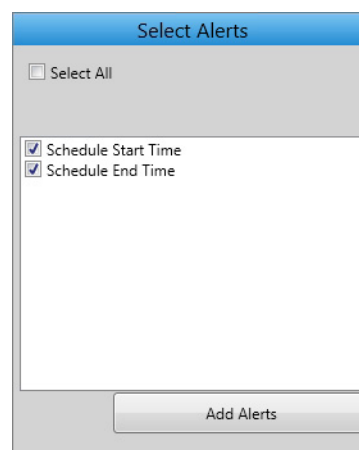 Select Alerts
Select All
Schedule Start Time
Schedule End Time
Add Alerts